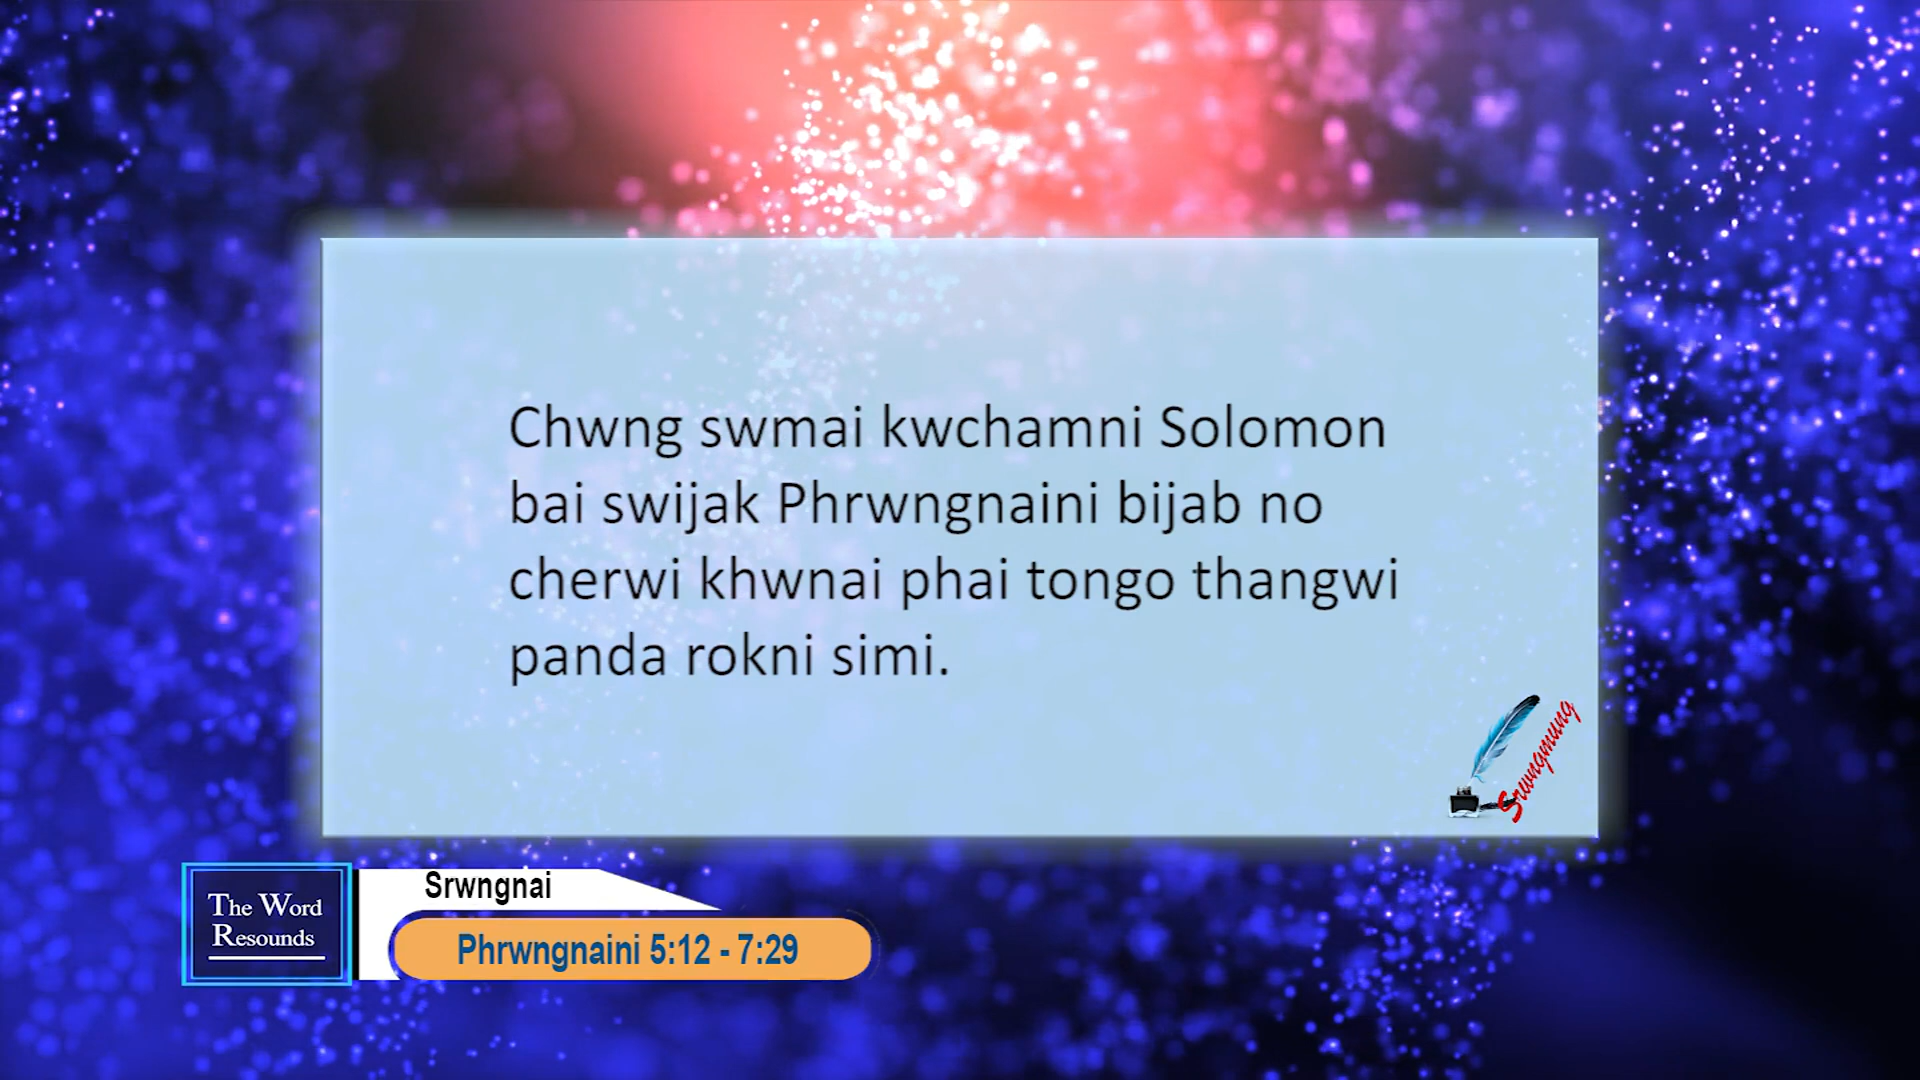 Chwng swmai kwchamni Solomon
bai swijak Phrwngnaini bijab no
cherwi khwnai phai tongo thangwi
panda rokni simi.
Srwngmung
The Word
Resounds
Srwngnai
Phrwngnaini 5:12 - 7:29